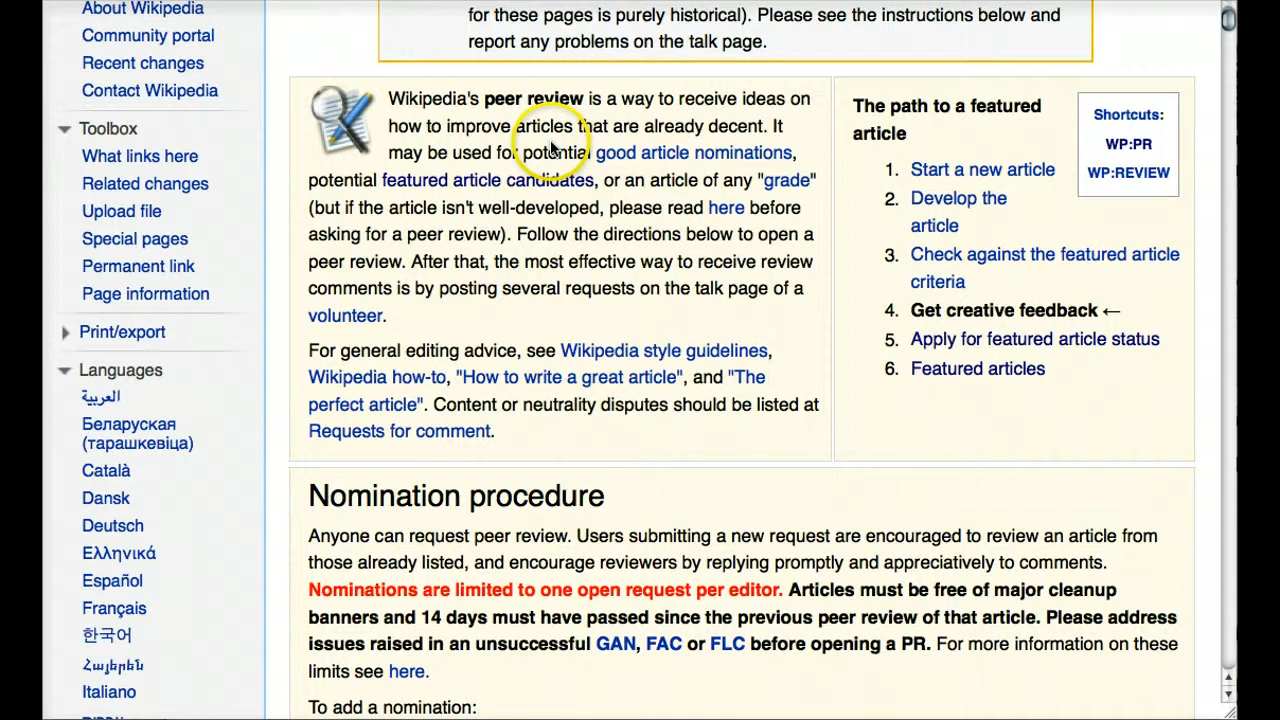 About Wikipedia
Community portal
Recent changes
Contact Wikipedia
Toolbox
What links here
Related changes
Upload file
Special pages
Permanent link
Page information
Print/export
Languages
العربية
Беларуская
(тарашкевіца)
Català
Dansk
Deutsch
Ελληνικά
Español
Français
한국어
Հայերեն
Italiano
for these pages is purely historical). Please see the instructions below and
report any problems on the talk page.
Wikipedia's peer review is a way to receive ideas on
how to improve articles that are already decent. It
may be used for potential good article nominations,
potential featured article candidates, or an article of any "grade"
(but if the article isn't well-developed, please read here before
asking for a peer review). Follow the directions below to open a
peer review. After that, the most effective way to receive review
comments is by posting several requests on the talk page of a
volunteer.
For general editing advice, see Wikipedia style guidelines,
Wikipedia how-to, "How to write a great article", and "The
perfect article". Content or neutrality disputes should be listed at
Requests for comment.
The path to a featured
article
1. Start a new article
2. Develop the
article
3. Check against the featured article
criteria
4. Get creative feedback ←
5. Apply for featured article status
6. Featured articles
Shortcuts:
WP:PR
WP:REVIEW
Nomination procedure
Anyone can request peer review. Users submitting a new request are encouraged to review an article from
those already listed, and encourage reviewers by replying promptly and appreciatively to comments.
Nominations are limited to one open request per editor. Articles must be free of major cleanup
banners and 14 days must have passed since the previous peer review of that article. Please address
issues raised in an unsuccessful GAN, FAC or FLC before opening a PR. For more information on these
limits see here.
To add a nomination: